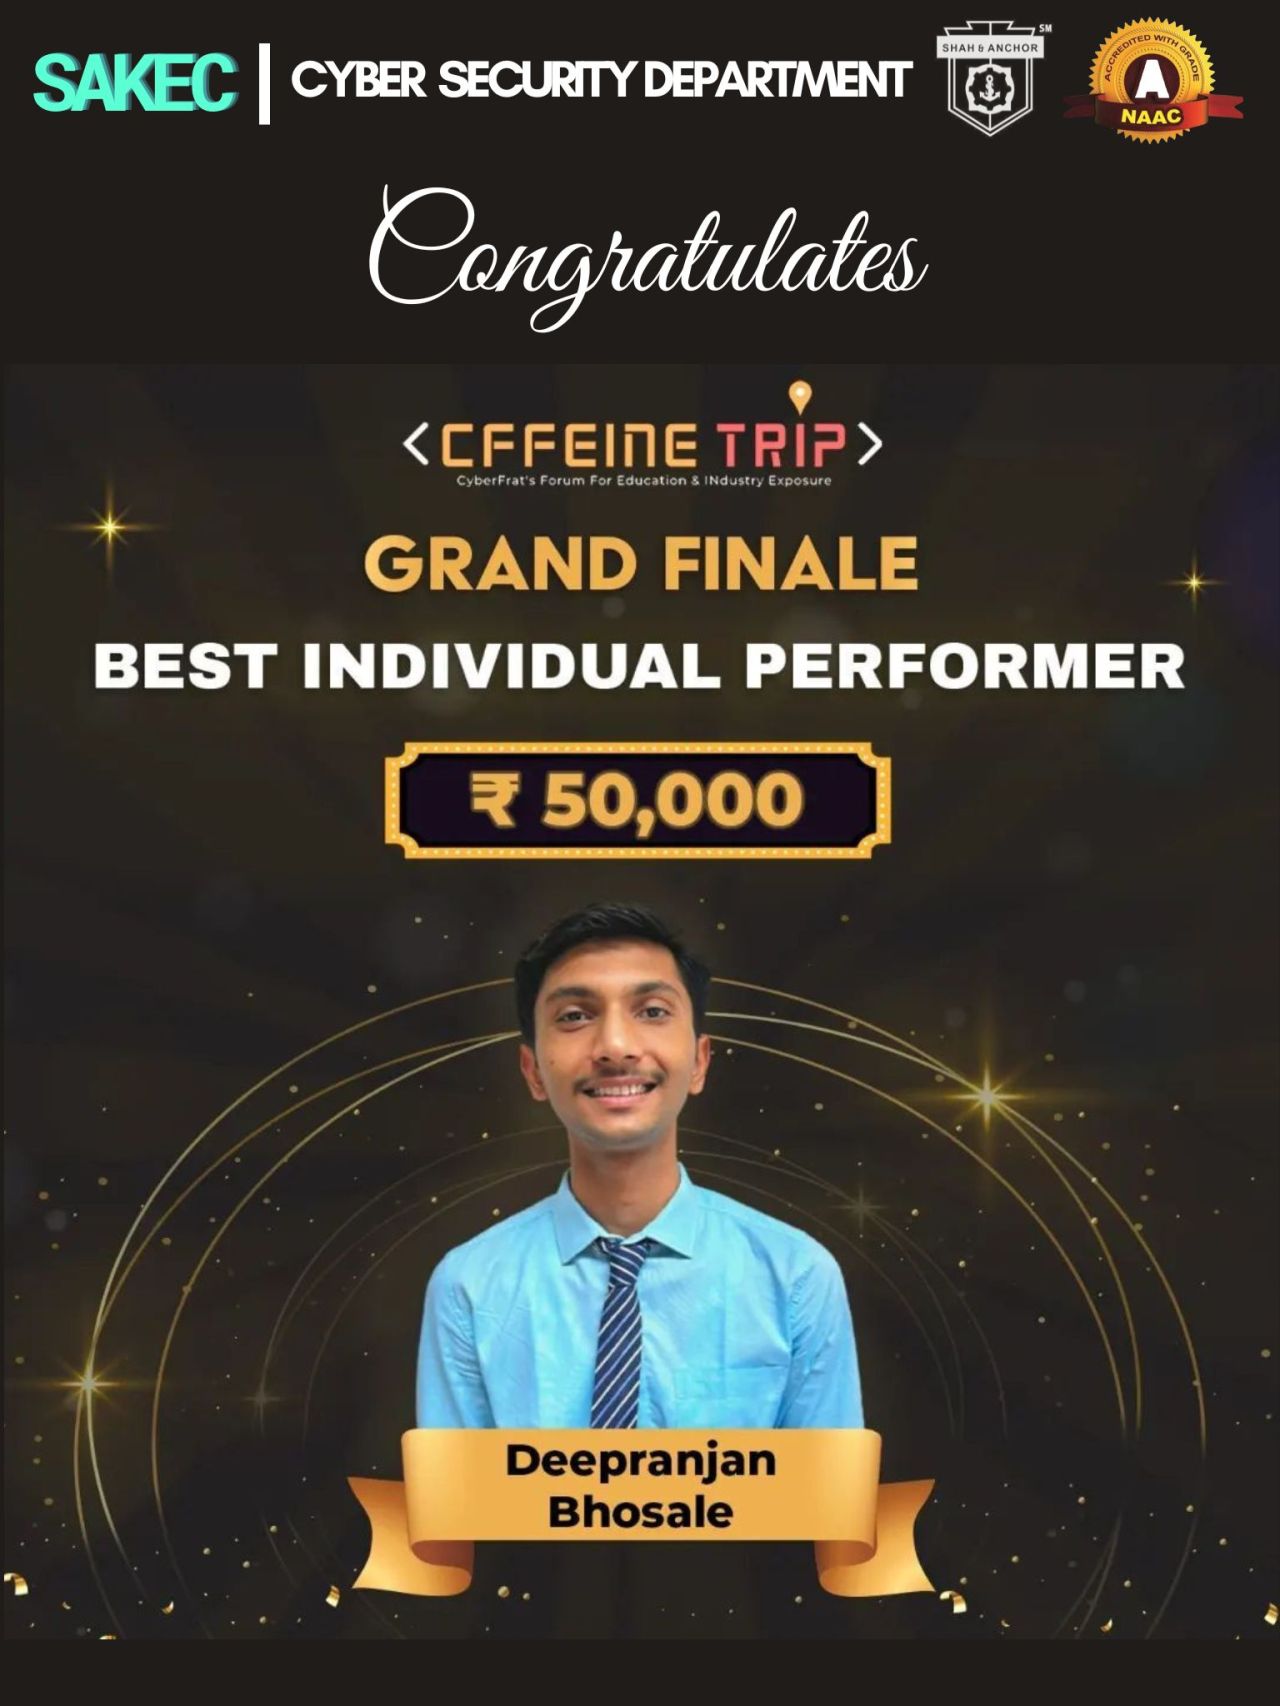 SAKEC | CYBER SECURITY DEPARTMENT
SHAH & ANCHOR
SM
ACCREDITED WITH GRADE
A
NAAC
Congratulates
<CFFEINE TRIP>
CyberFrat's Forum For Education & INdustry Exposure
GRAND FINALE
BEST INDIVIDUAL PERFORMER
₹ 50,000
Deepranjan
Bhosale